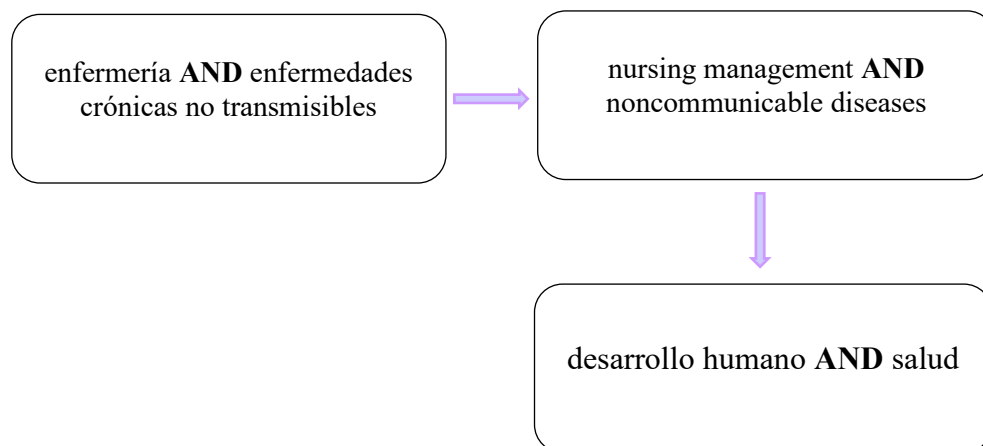 enfermería AND enfermedades
crónicas no transmisibles
nursing management AND
noncommunicable diseases
desarrollo humano AND salud